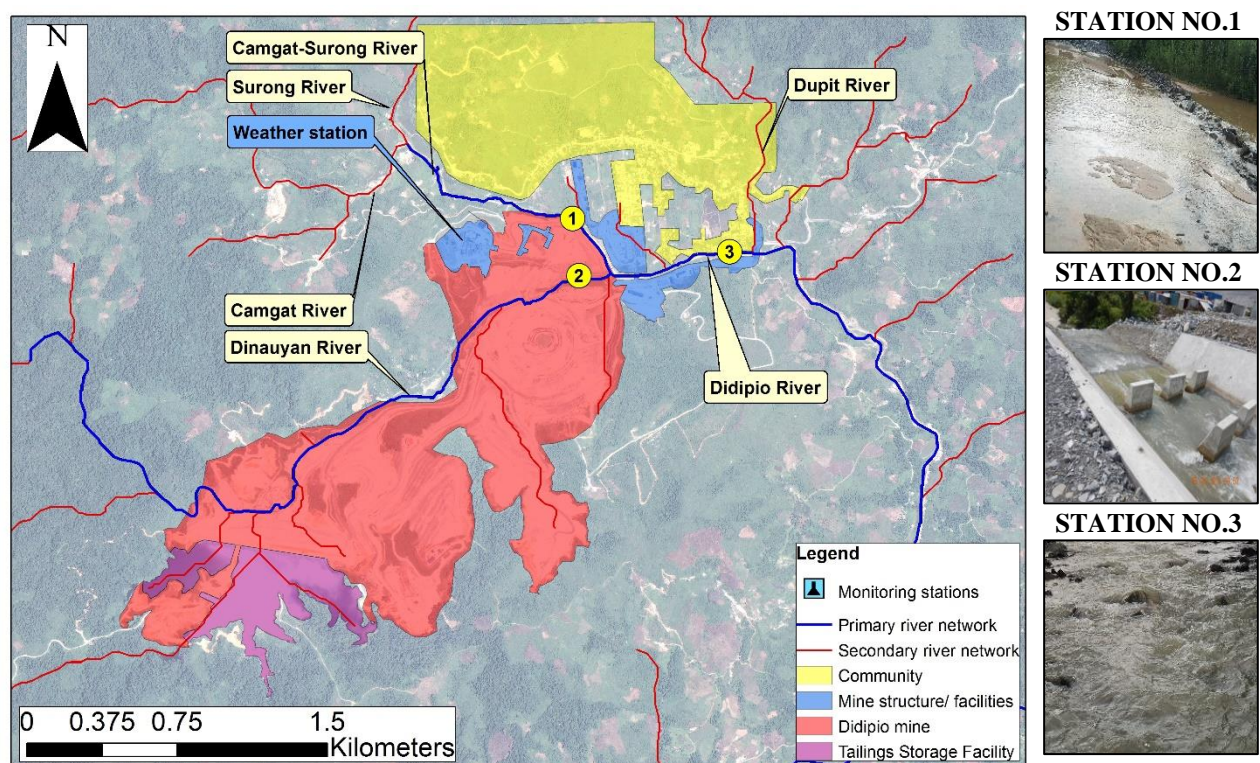 N
Camgat-Surong River
Surong River
Weather station
Dupit River
1
2
3
Camgat River
Dinauyan River
Didipio River
Legend
Monitoring stations
Primary river network
Secondary river network
Community
Mine structure/ facilities
Didipio mine
Tailings Storage Facility
0 0.375 0.75 1.5
Kilometers
STATION NO.1
STATION NO.2
STATION NO.3